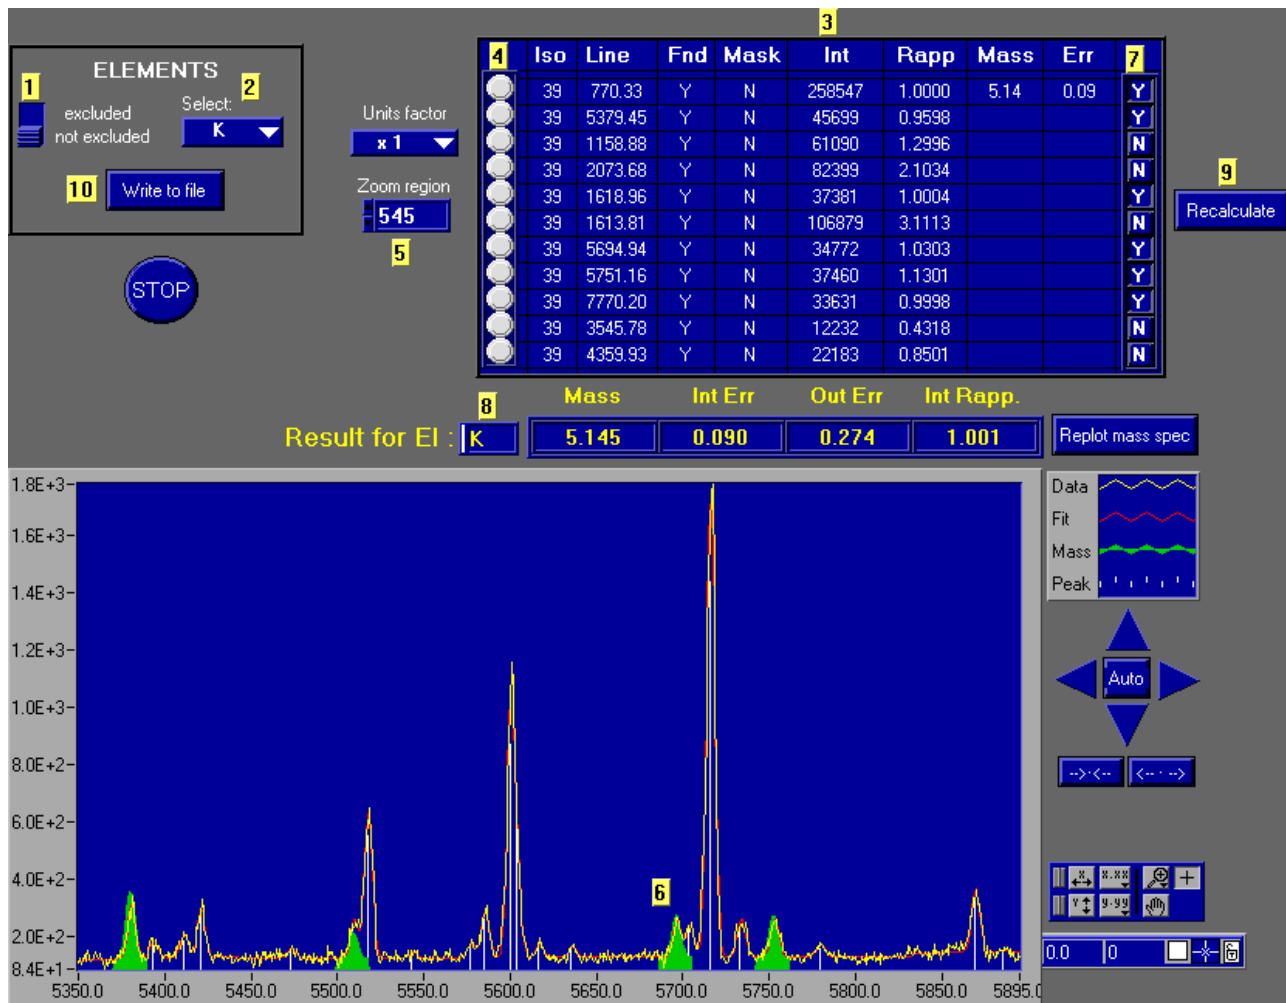 3
4 Iso Line Fnd Mask Int Rapp Mass Err 7
ELEMENTS
1 excluded
not excluded
Select: 2
K
10 Write to file
STOP
Units factor
x 1
Zoom region
545
5
39 770.33 Y N 258547 1.0000 5.14 0.09 Y
39 5379.45 Y N 45699 0.9598 Y
39 1158.88 Y N 61090 1.2996 N
39 2073.68 Y N 82399 2.1034 N
39 1618.96 Y N 37381 1.0004 Y
39 1613.81 Y N 106879 3.1113 N
39 5694.94 Y N 34772 1.0303 Y
39 5751.16 Y N 37460 1.1301 Y
39 7770.20 Y N 33631 0.9998 Y
39 3545.78 Y N 12232 0.4318 N
39 4359.93 Y N 22183 0.8501 N
9
Recalculate
8 Mass Int Err Out Err Int Rapp.
Result for El : K 5.145 0.090 0.274 1.001 Replot mass spec
1.8E+3
1.6E+3
1.4E+3
1.2E+3
1.0E+3
8.0E+2
6.0E+2
4.0E+2
2.0E+2
8.4E+1
6
5350.0 5400.0 5450.0 5500.0 5550.0 5600.0 5650.0 5700.0 5750.0 5800.0 5850.0 5895.0
Data
Fit
Mass
Peak
Auto
-->·<-- <--·-->
X X.XX
Y y.yy
0.0 0